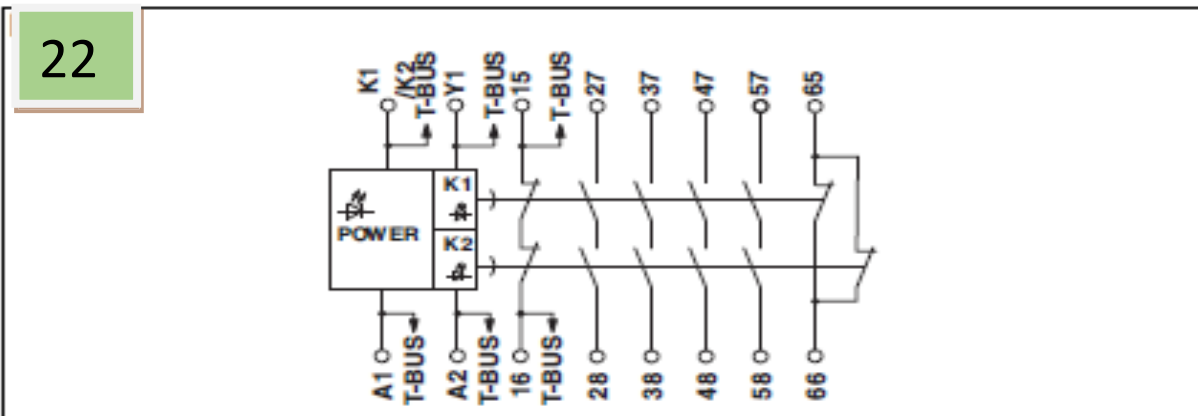 22
K1
/K2
T-BUS
Y1
T-BUS
15
T-BUS
27
37
47
57
65
K1
POWER
K2
A1
T-BUS
A2
T-BUS
16
T-BUS
28
38
48
58
66